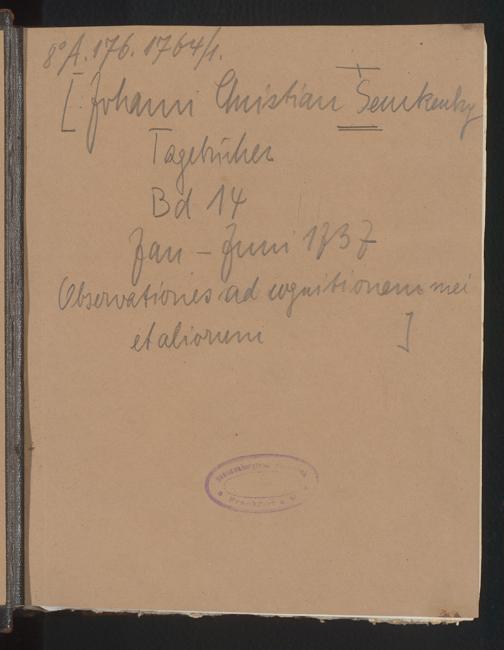 8° A. 176. 1764/1.
[Johann Christian Senckenberg
Tagebücher
Bd 14
Jan – Juni 1737
Observationes ad cognitionem mei
et aliorum ]
Frankfurt a. M.